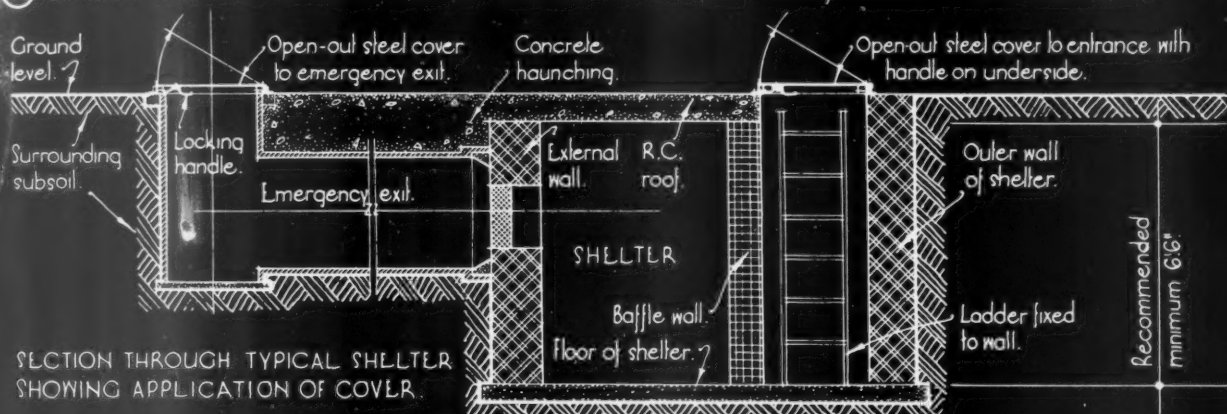 Ground
level.
Open-out steel cover
to emergency exit.
Concrete
haunching.
Open-out steel cover to entrance with
handle on underside.
Surrounding
subsoil.
Locking
handle.
Emergency exit.
External
wall.
R.C.
roof.
Outer wall
of shelter.
SHELTER
Recommended
minimum 6'6".
Baffle wall.
Floor of shelter.
Ladder fixed
to wall.
SECTION THROUGH TYPICAL SHELTER
SHOWING APPLICATION OF COVER.